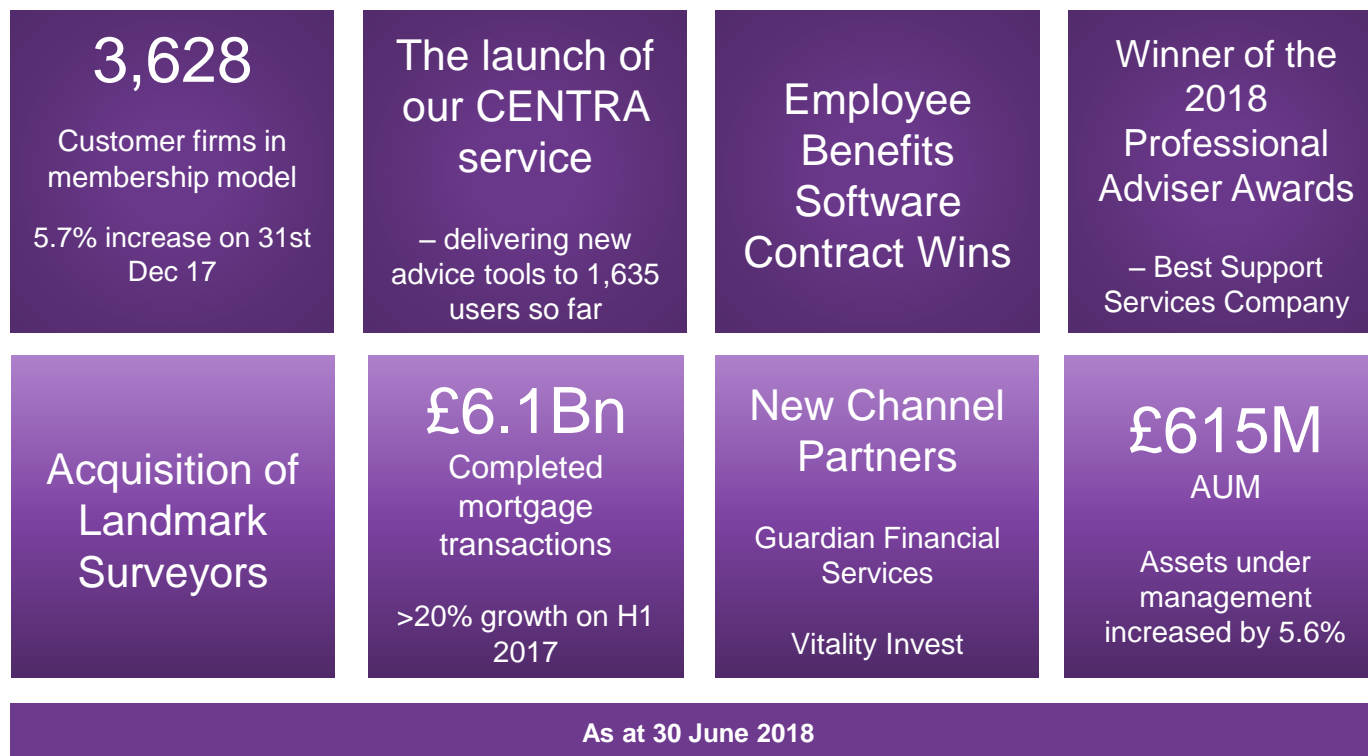 3,628
Customer firms in
membership model
5.7% increase on 31st
Dec 17
The launch of
our CENTRA
service
– delivering new
advice tools to 1,635
users so far
Employee
Benefits
Software
Contract Wins
Winner of the
2018
Professional
Adviser Awards
– Best Support
Services Company
Acquisition of
Landmark
Surveyors
£6.1Bn
Completed
mortgage
transactions
>20% growth on H1
2017
New Channel
Partners
Guardian Financial
Services
Vitality Invest
£615M
AUM
Assets under
management
increased by 5.6%
As at 30 June 2018